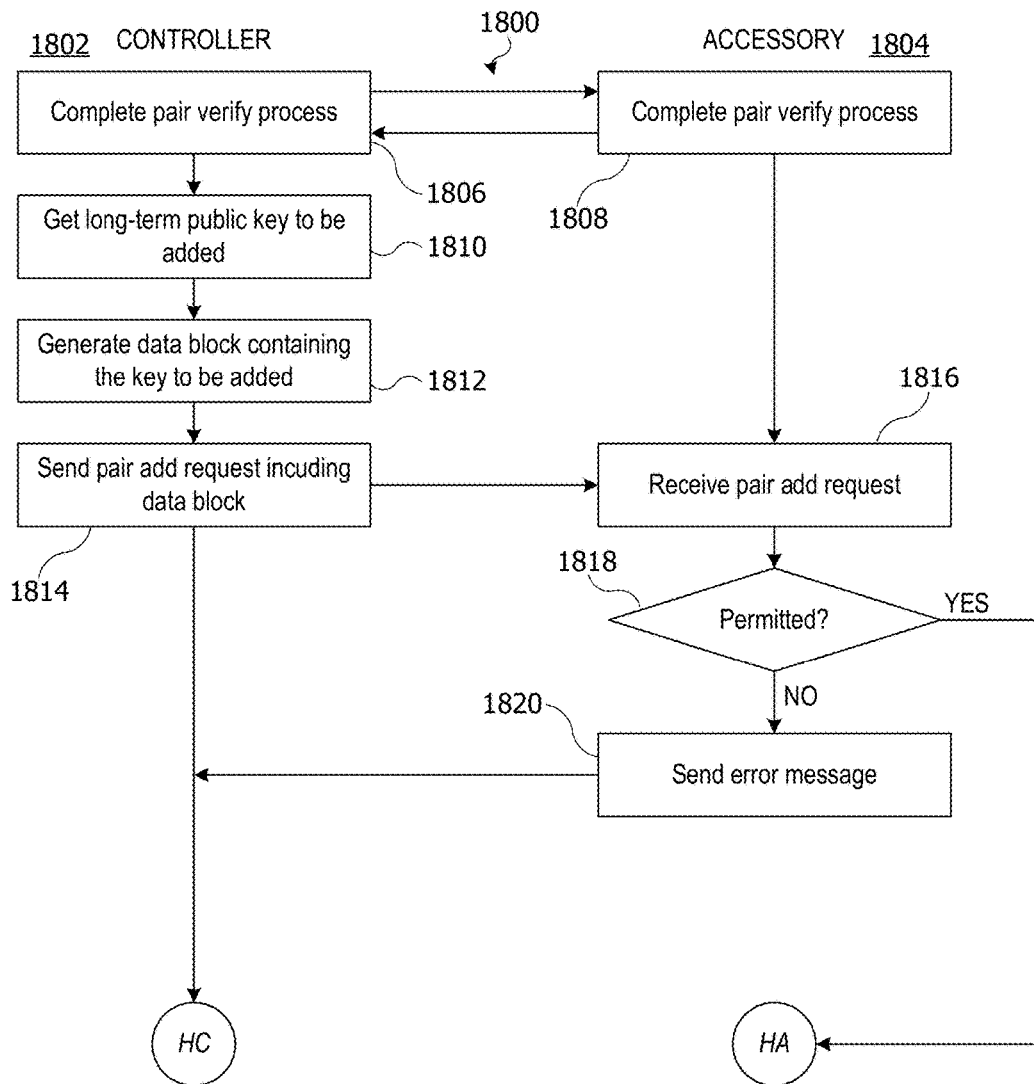 1802 CONTROLLER
1800
ACCESSORY 1804
Complete pair verify process
Complete pair verify process
1806
1808
Get long-term public key to be
added
1810
Generate data block containing
the key to be added
1812
1816
Send pair add request incuding
data block
Receive pair add request
1814
1818
Permitted?
YES
NO
1820
Send error message
HC
HA